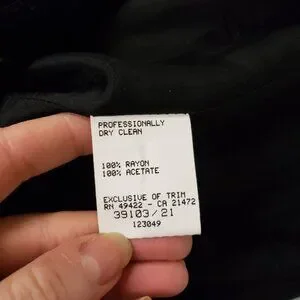 PROFESSIONALLY
DRY CLEAN
100% RAYON
100% ACETATE
EXCLUSIVE OF TRIM
RN 49422 - CA 21472
39103/21
123049